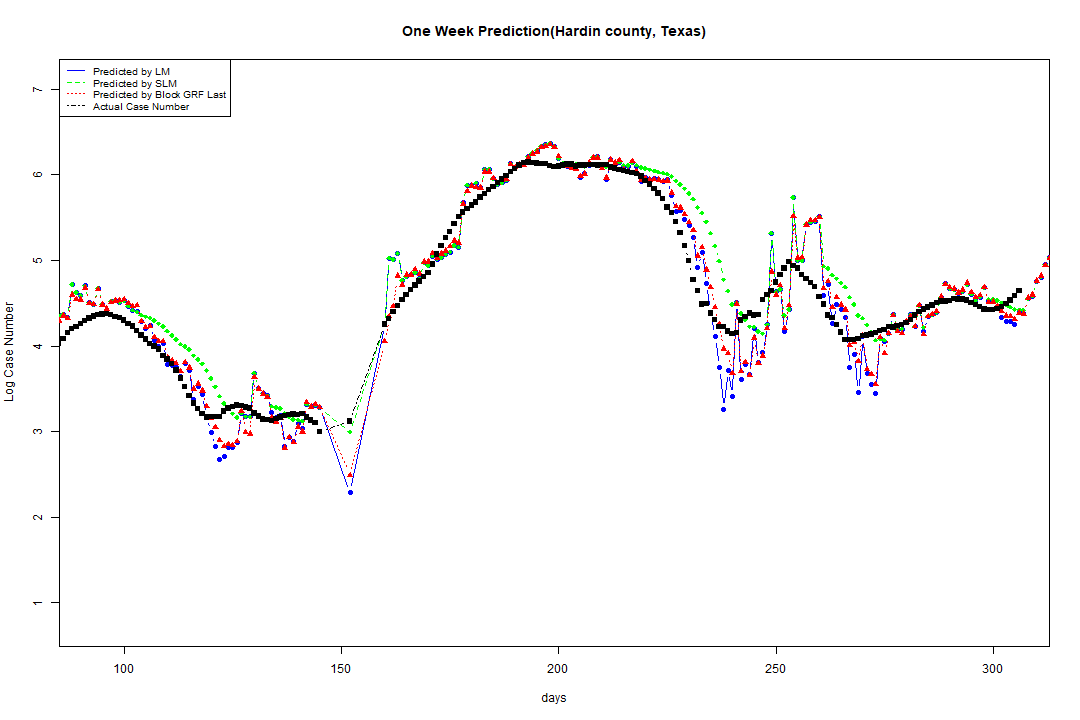 One Week Prediction(Hardin county, Texas)
Predicted by LM
Predicted by SLM
Predicted by Block GRF Last
Actual Case Number
Log Case Number
7
6
5
4
3
2
1
100 150 200 250 300
days